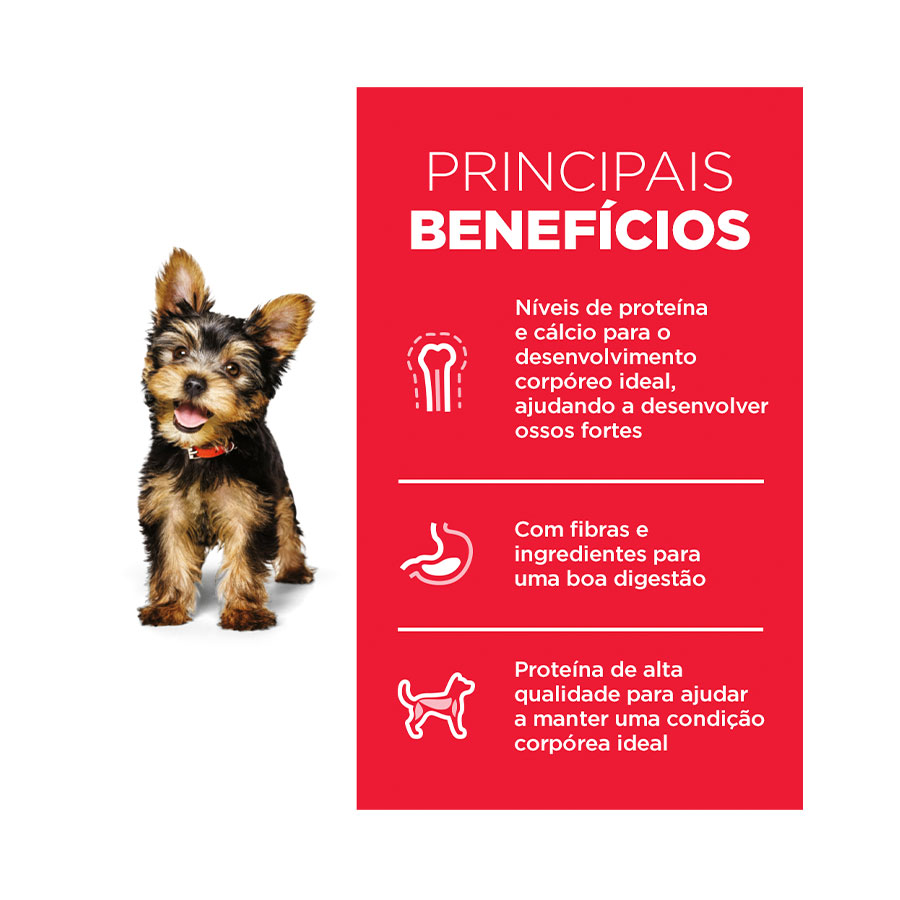 PRINCIPAIS
BENEFÍCIOS
Níveis de proteína
e cálcio para o
desenvolvimento
corpóreo ideal,
ajudando a desenvolver
ossos fortes
Com fibras e
ingredientes para
uma boa digestão
Proteína de alta
qualidade para ajudar
a manter uma condição
corpórea ideal